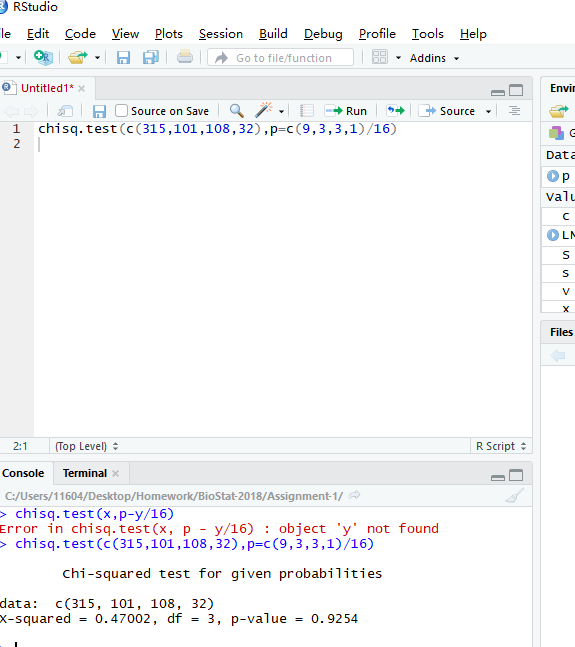 RStudio
le Edit Code View Plots Session Build Debug Profile Tools Help
Go to file/function Addins
Untitled1*
Source on Save Run Source
1 chisq.test(c(315,101,108,32),p=c(9,3,3,1)/16)
2
2:1 (Top Level) R Script
Console Terminal
C:/Users/11604/Desktop/Homework/BioStat-2018/Assignment-1/
> chisq.test(x,p-y/16)
Error in chisq.test(x, p - y/16) : object 'y' not found
> chisq.test(c(315,101,108,32),p=c(9,3,3,1)/16)
Chi-squared test for given probabilities
data: c(315, 101, 108, 32)
X-squared = 0.47002, df = 3, p-value = 0.9254
>
Envi
G
Data
p
Valu
c
LN
S
s
v
x
Files